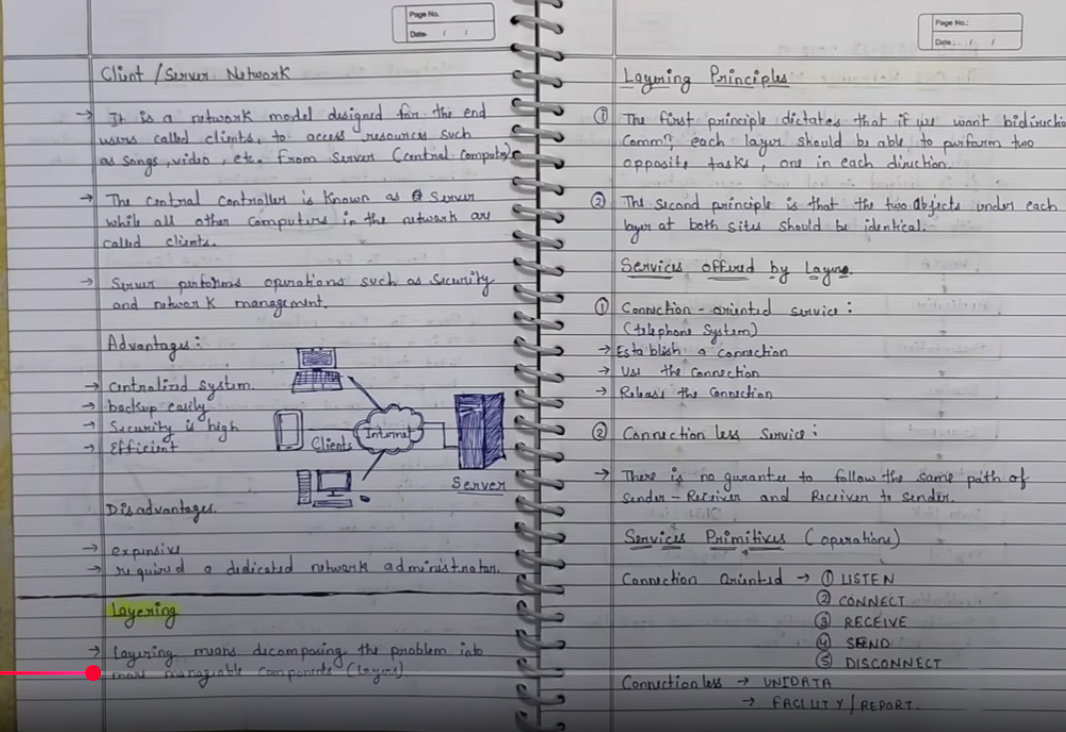 Page No.
Date / /
Clint / Server Network
→ It is a network model designed for the end
users called clients, to access resources such
as songs, video, etc. from Server (central computer)
→ The central controller is known as Server
while all other computers in the network are
called clients.
→ Server performs operations such as Security
and network management.
Advantages:
→ centralized system.
→ backup easily
→ Security is high
→ Efficient
Clients
Internet
Server
Disadvantages.
→ expensive
→ required a dedicated network administrator.
Layering
→ Layering means decomposing the problem into
more managable components (layers)
Page No.:
Date.: / /
Layering Principles
① The first principle dictates that if we want bidirectio
Commⁿ, each layer should be able to perform two
opposite tasks, one in each direction.
② The second principle is that the two objects under each
layer at both sites should be identical.
Services offered by Layer.
① Connection - oriented service:
(telephone System)
→ Establish a connection
→ Use the Connection
→ Release the Connection
② Connection less Service:
→ There is no gurantee to follow the same path of
Sender - Receiver and Receiver to sender.
Services Primitives (operations)
Connection Oriented → ① LISTEN
② CONNECT
③ RECEIVE
④ SEND
⑤ DISCONNECT
Connectionless → UNIDATA
→ FACILITY / REPORT.